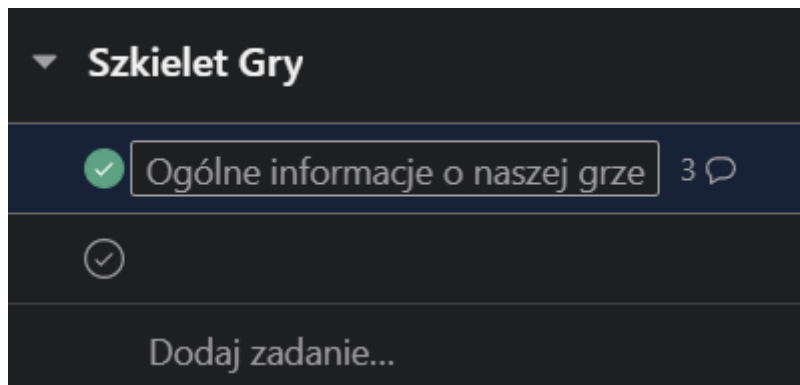 Szkielet Gry
Ogólne informacje o naszej grze 3
Dodaj zadanie...